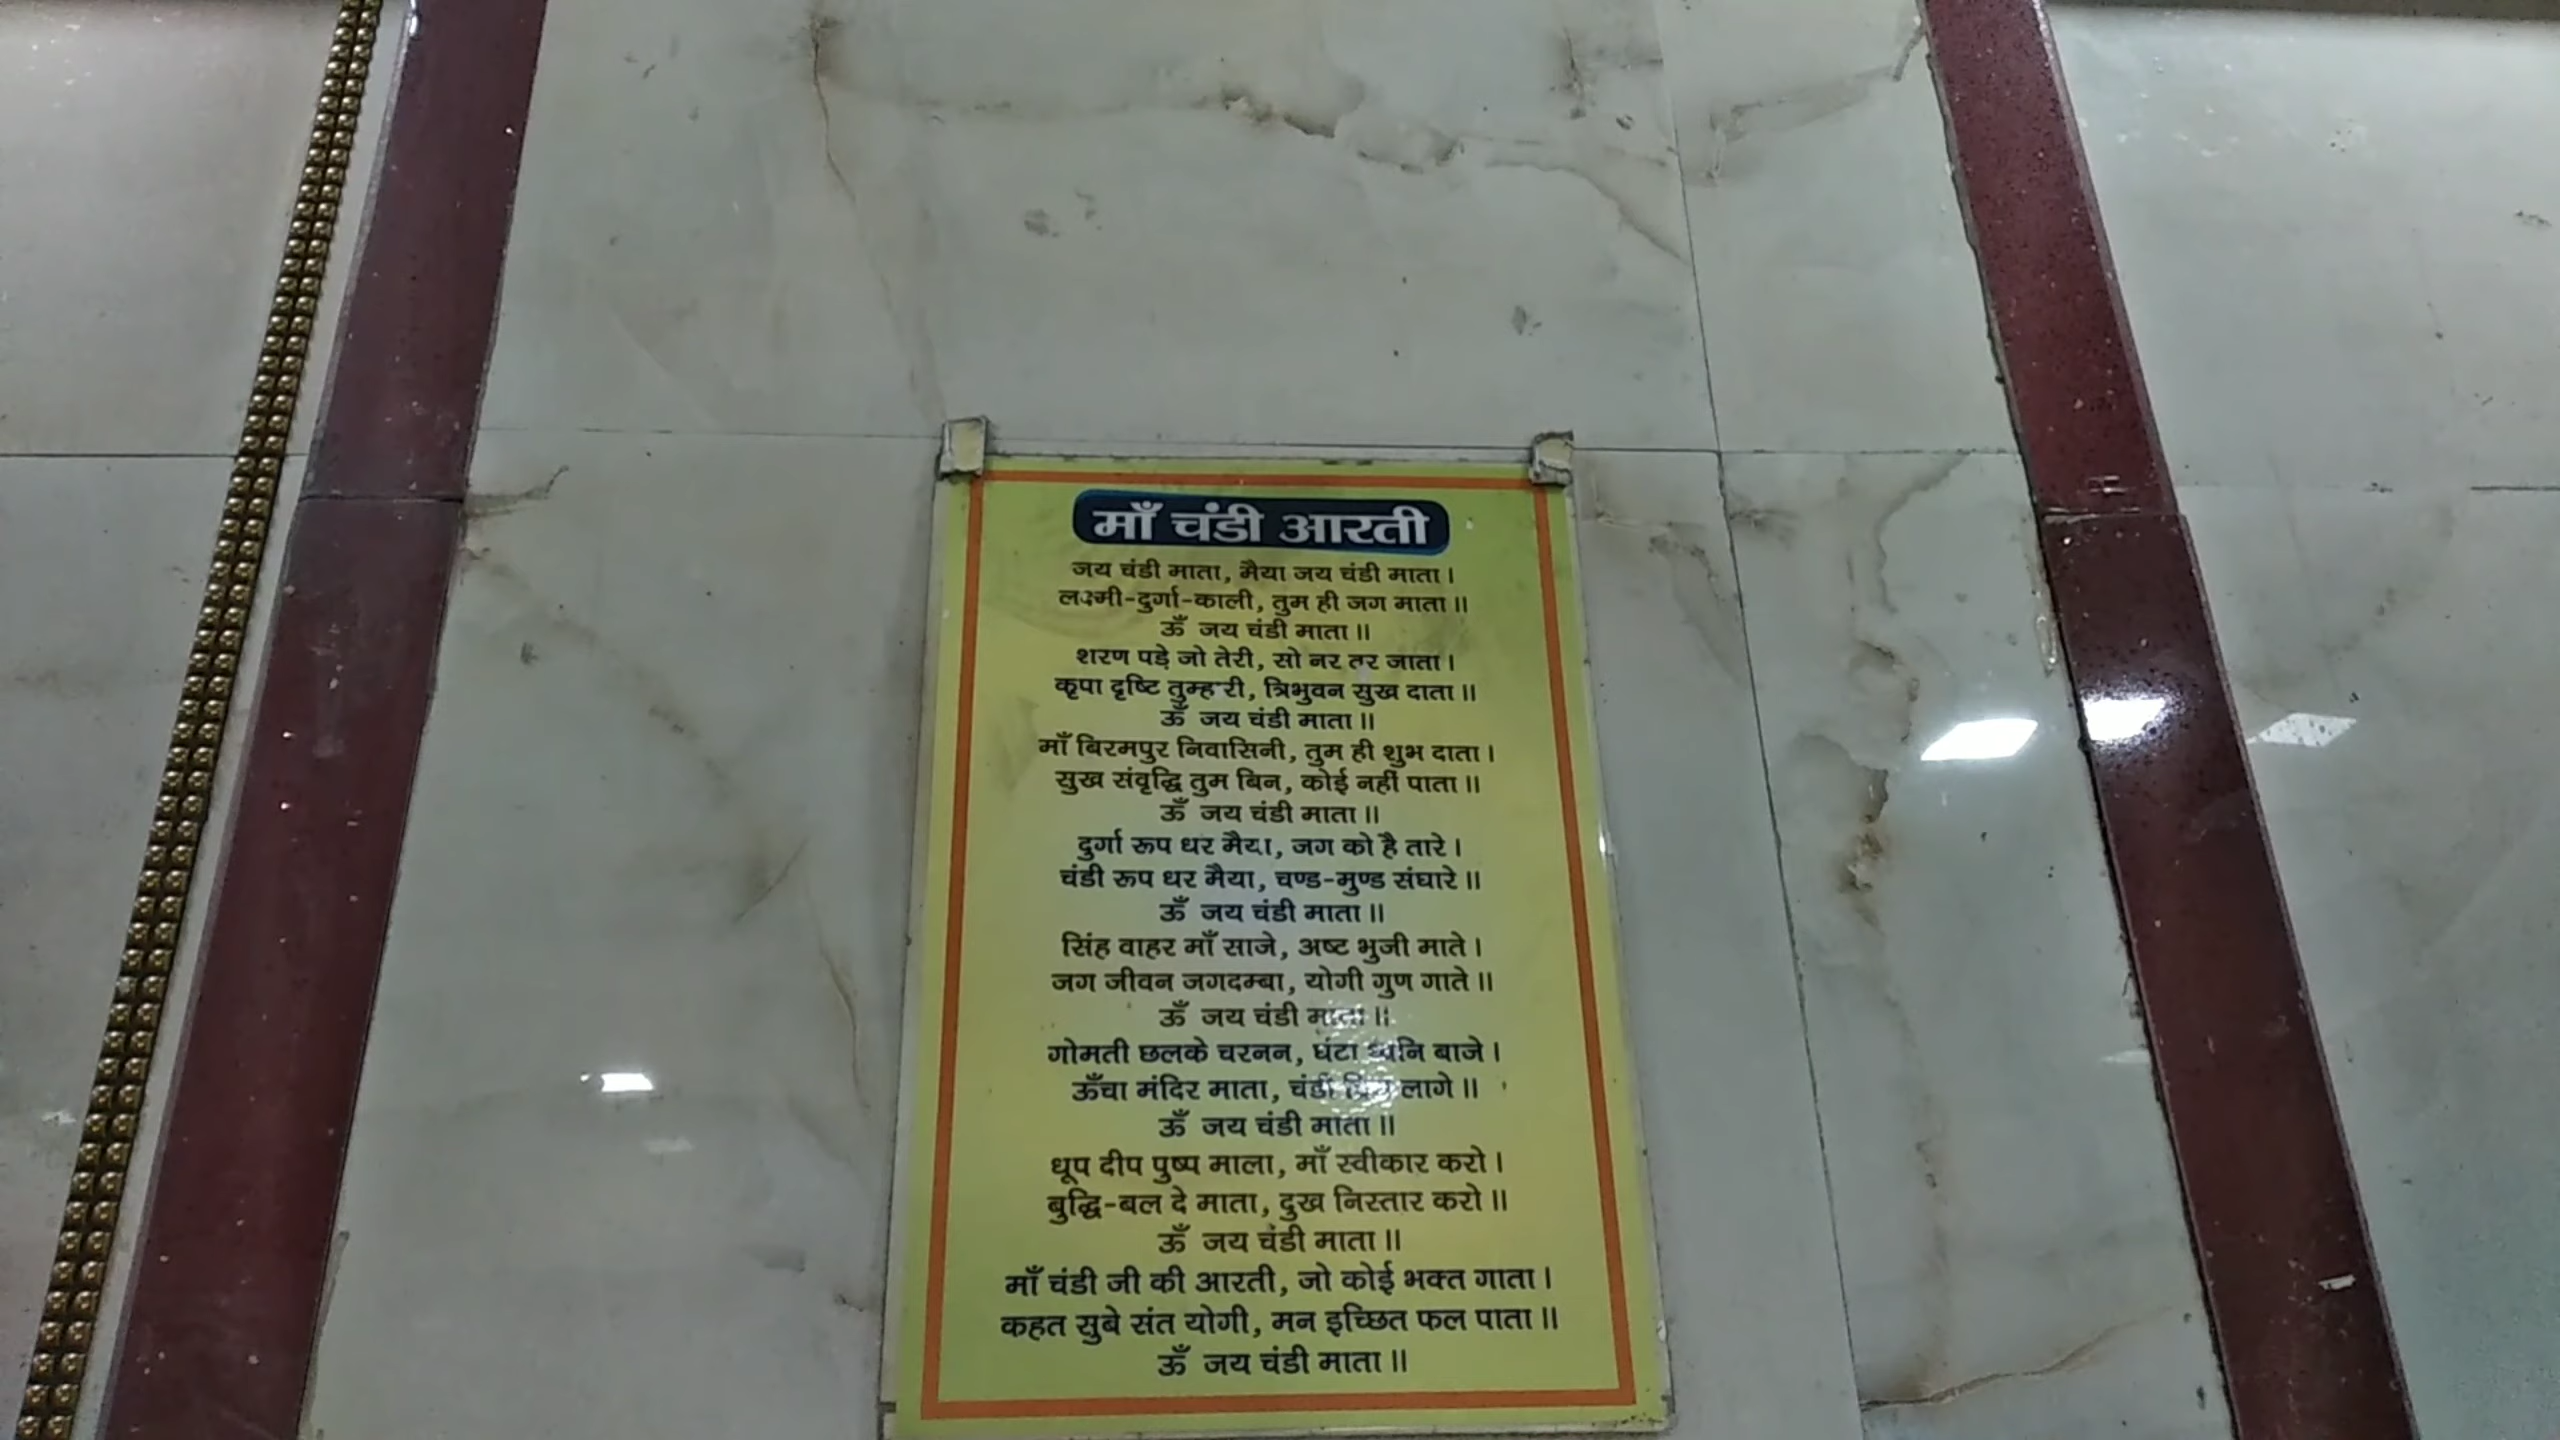 माँ चंडी आरती
जय चंडी माता, मैया जय चंडी माता।
लक्ष्मी-दुर्गा-काली, तुम ही जग माता॥
ॐ जय चंडी माता॥
शरण पड़े जो तेरी, सो नर तर जाता।
कृपा दृष्टि तुम्हारी, त्रिभुवन सुख दाता॥
ॐ जय चंडी माता॥
माँ बिरमपुर निवासिनी, तुम ही शुभ दाता।
सुख संवृद्धि तुम बिन, कोई नहीं पाता॥
ॐ जय चंडी माता॥
दुर्गा रूप धर मैया, जग को है तारे।
चंडी रूप धर मैया, चण्ड-मुण्ड संघारे॥
ॐ जय चंडी माता॥
सिंह वाहर माँ साजे, अष्ट भुजी माते।
जग जीवन जगदम्बा, योगी गुण गाते॥
ॐ जय चंडी माता॥
गोमती छलके चरनन, घंटा ध्वनि बाजे।
ऊँचा मंदिर माता, चंडी लागे॥
ॐ जय चंडी माता॥
धूप दीप पुष्प माला, माँ स्वीकार करो।
बुद्धि-बल दे माता, दुख निस्तार करो॥
ॐ जय चंडी माता॥
माँ चंडी जी की आरती, जो कोई भक्त गाता।
कहत सुबे संत योगी, मन इच्छित फल पाता॥
ॐ जय चंडी माता॥